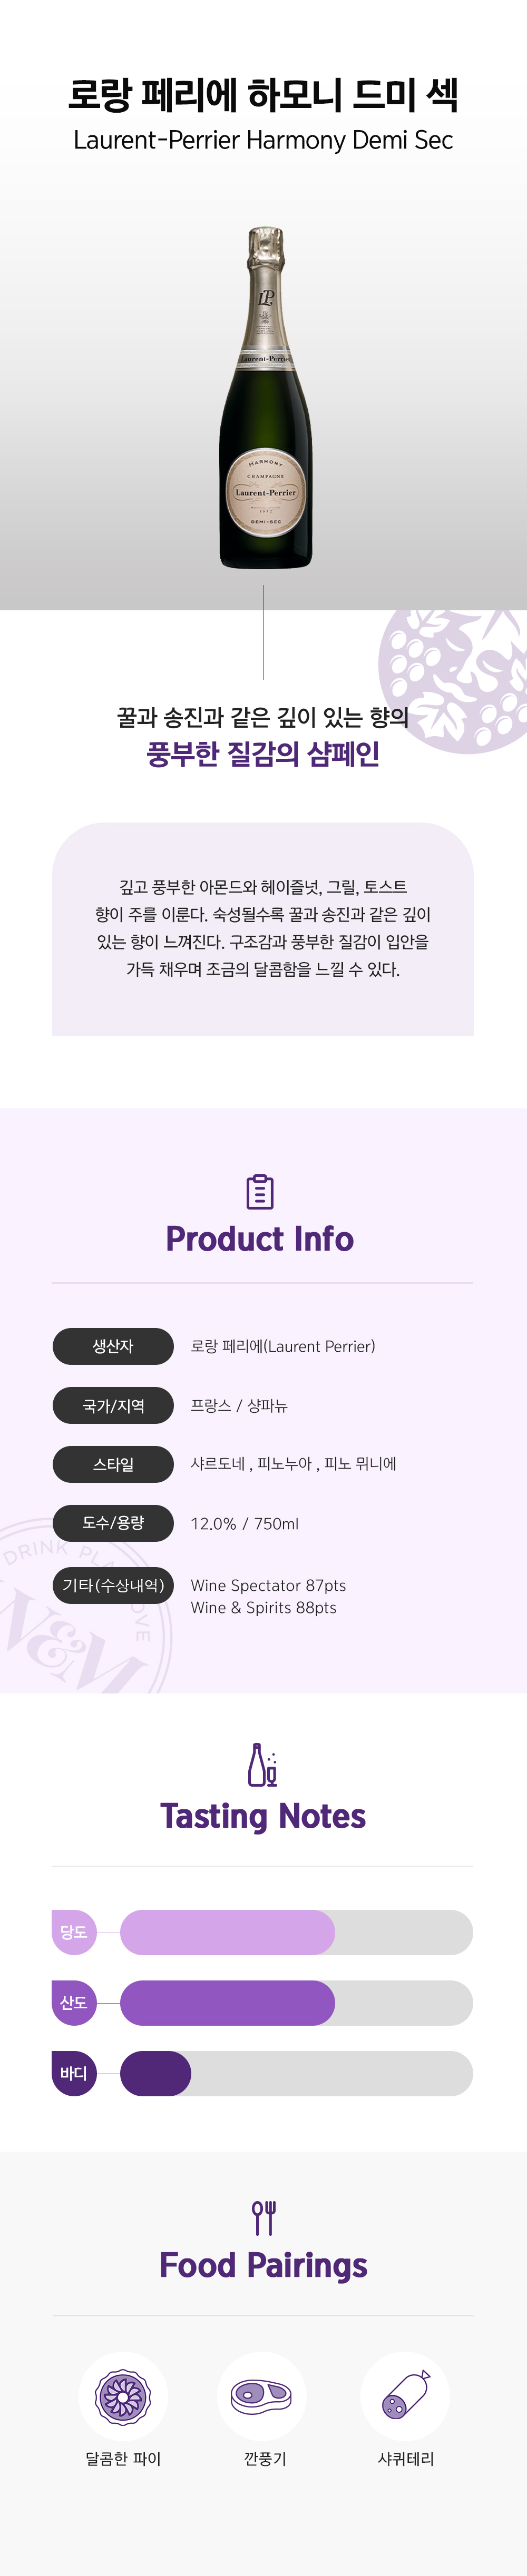 로랑 페리에 하모니 드미 섹
Laurent-Perrier Harmony Demi Sec
LP
Laurent-Perrier
HARMONY
CHAMPAGNE
Laurent-Perrier
1812
DEMI-SEC
꿀과 송진과 같은 깊이 있는 향의
풍부한 질감의 샴페인
깊고 풍부한 아몬드와 헤이즐넛, 그릴, 토스트
향이 주를 이룬다. 숙성될수록 꿀과 송진과 같은 깊이
있는 향이 느껴진다. 구조감과 풍부한 질감이 입안을
가득 채우며 조금의 달콤함을 느낄 수 있다.
Product Info
생산자 로랑 페리에(Laurent Perrier)
국가/지역 프랑스 / 샹파뉴
스타일 샤르도네 , 피노누아 , 피노 뮈니에
도수/용량 12.0% / 750ml
기타(수상내역) Wine Spectator 87pts
Wine & Spirits 88pts
DRINK
W&M
Tasting Notes
당도
산도
바디
Food Pairings
달콤한 파이 깐풍기 샤퀴테리